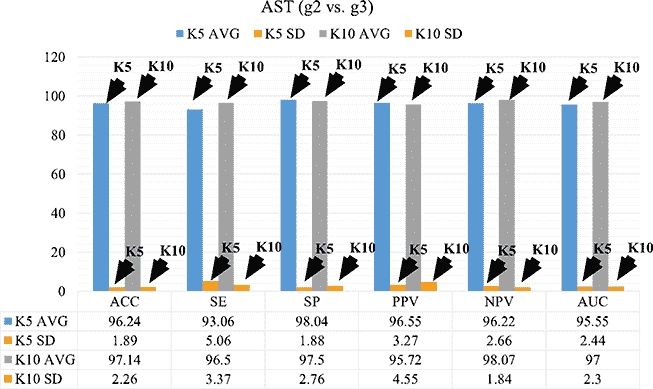 AST (g2 vs. g3)
K5 AVG K5 SD K10 AVG K10 SD
120
100
80
60
40
20
0
K5 K10 K5 K10 K5 K10 K5 K10 K5 K10 K5 K10
K5 K10 K5 K10 K5 K10 K5 K10 K5 K10 K5 K10
ACC SE SP PPV NPV AUC
K5 AVG 96.24 93.06 98.04 96.55 96.22 95.55
K5 SD 1.89 5.06 1.88 3.27 2.66 2.44
K10 AVG 97.14 96.5 97.5 95.72 98.07 97
K10 SD 2.26 3.37 2.76 4.55 1.84 2.3